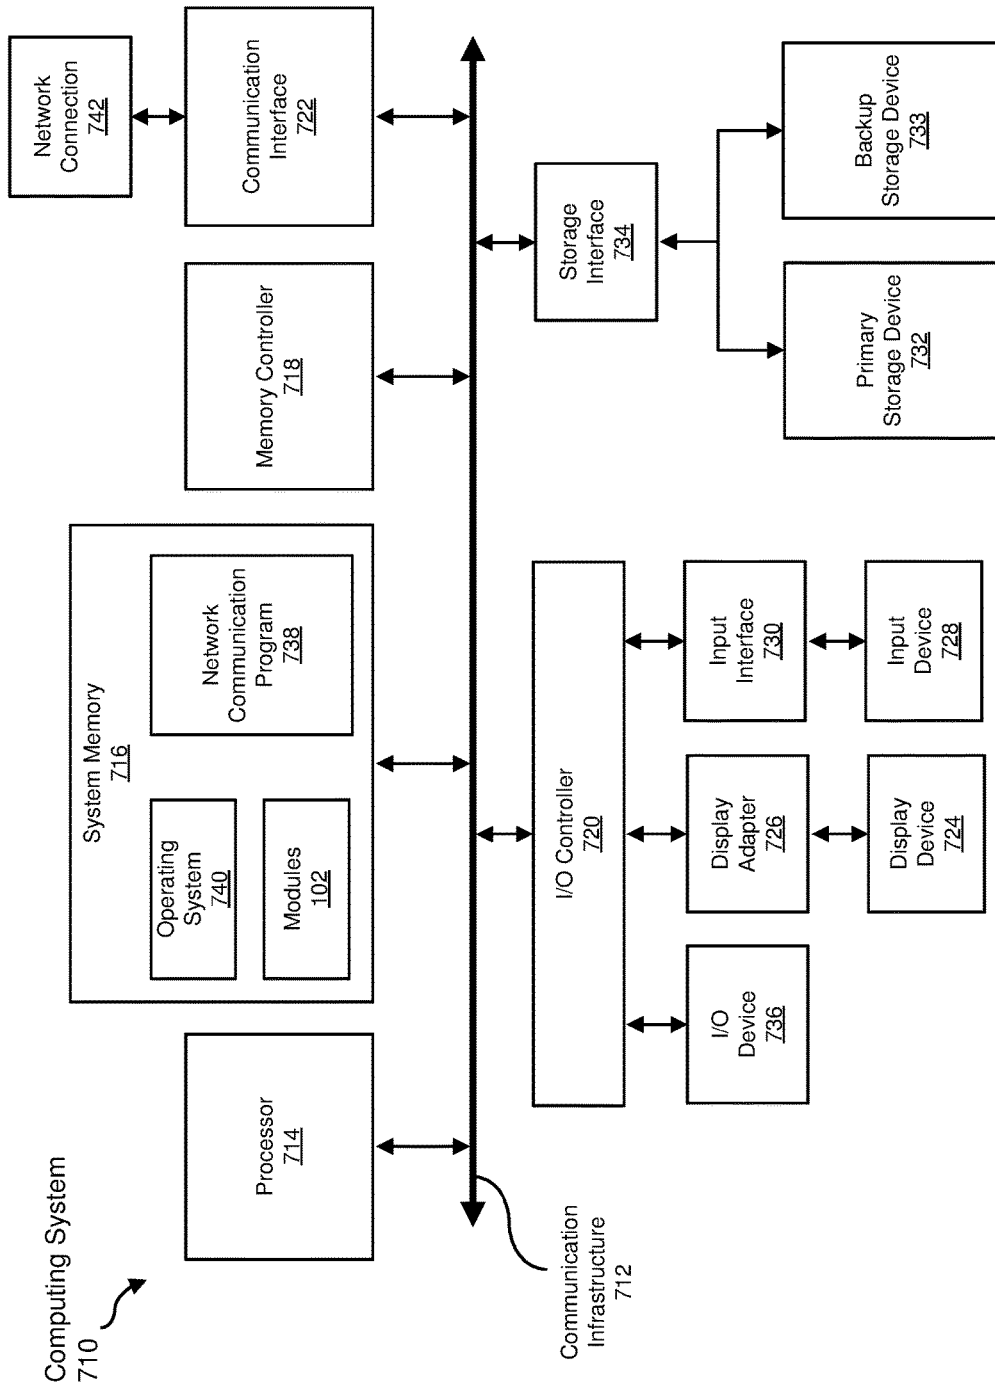 Computing System
710
Processor
714
System Memory
716
Operating
System
740
Modules
102
Network
Communication
Program
738
Memory Controller
718
Communication
Interface
722
Network
Connection
742
Communication
Infrastructure
712
I/O Controller
720
Storage
Interface
734
I/O
Device
736
Display
Adapter
726
Input
Interface
730
Display
Device
724
Input
Device
728
Primary
Storage Device
732
Backup
Storage Device
733